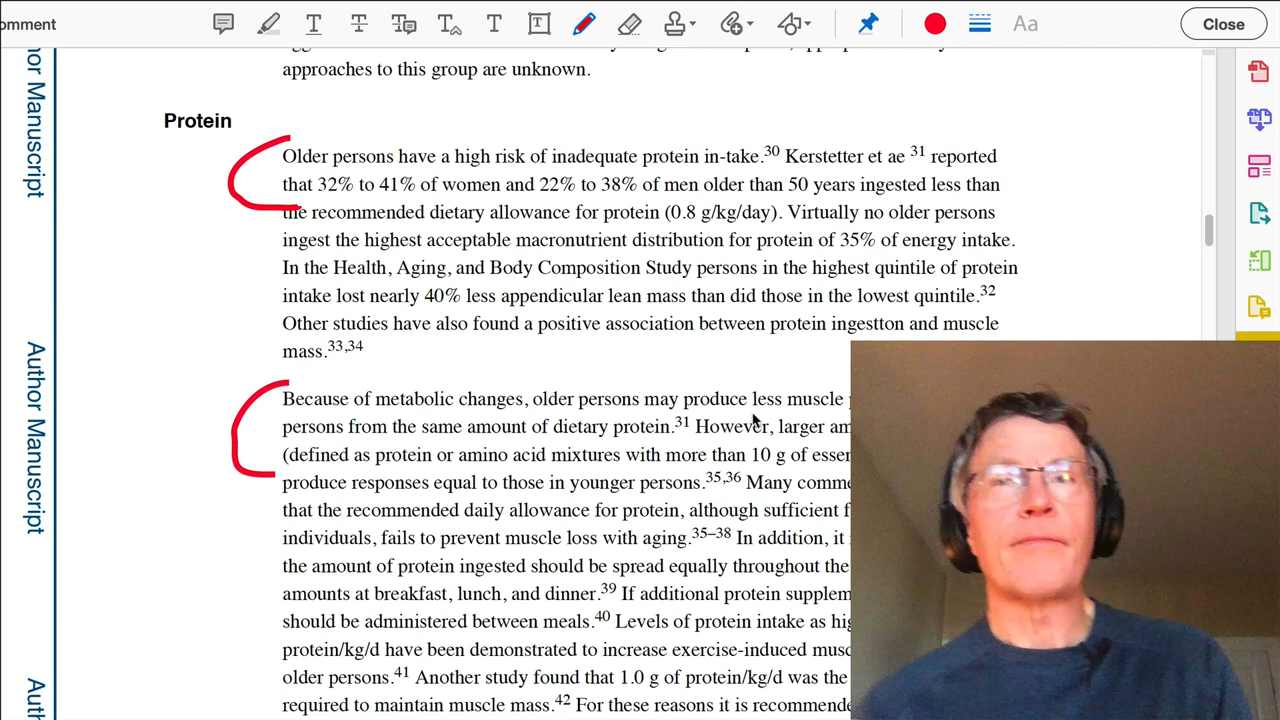 omment
T
T
T
T
T
T
Aa
Close
Author Manuscript
Author Manuscript
approaches to this group are unknown.
Protein
Older persons have a high risk of inadequate protein in-take.30 Kerstetter et ae 31 reported
that 32% to 41% of women and 22% to 38% of men older than 50 years ingested less than
the recommended dietary allowance for protein (0.8 g/kg/day). Virtually no older persons
ingest the highest acceptable macronutrient distribution for protein of 35% of energy intake.
In the Health, Aging, and Body Composition Study persons in the highest quintile of protein
intake lost nearly 40% less appendicular lean mass than did those in the lowest quintile.32
Other studies have also found a positive association between protein ingestton and muscle
mass.33,34
Because of metabolic changes, older persons may produce less muscle
persons from the same amount of dietary protein.31 However, larger am
(defined as protein or amino acid mixtures with more than 10 g of essen
produce responses equal to those in younger persons.35,36 Many comme
that the recommended daily allowance for protein, although sufficient f
individuals, fails to prevent muscle loss with aging.35–38 In addition, it
the amount of protein ingested should be spread equally throughout the
amounts at breakfast, lunch, and dinner.39 If additional protein supplem
should be administered between meals.40 Levels of protein intake as hig
protein/kg/d have been demonstrated to increase exercise-induced musc
older persons.41 Another study found that 1.0 g of protein/kg/d was the
required to maintain muscle mass.42 For these reasons it is recommende